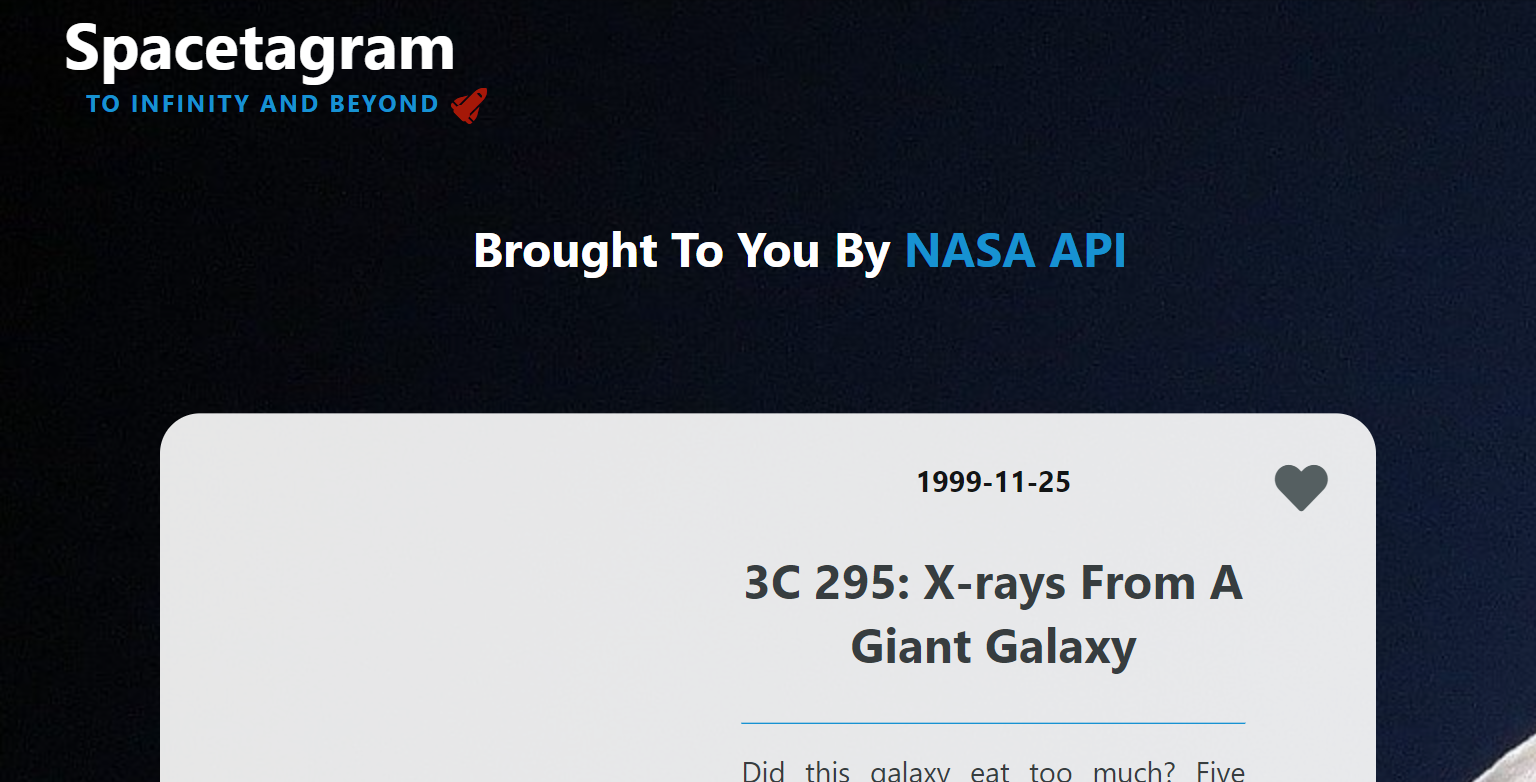 Spacetagram
TO INFINITY AND BEYOND
Brought To You By NASA API
1999-11-25
3C 295: X-rays From A
Giant Galaxy
Did this galaxy eat too much? Five